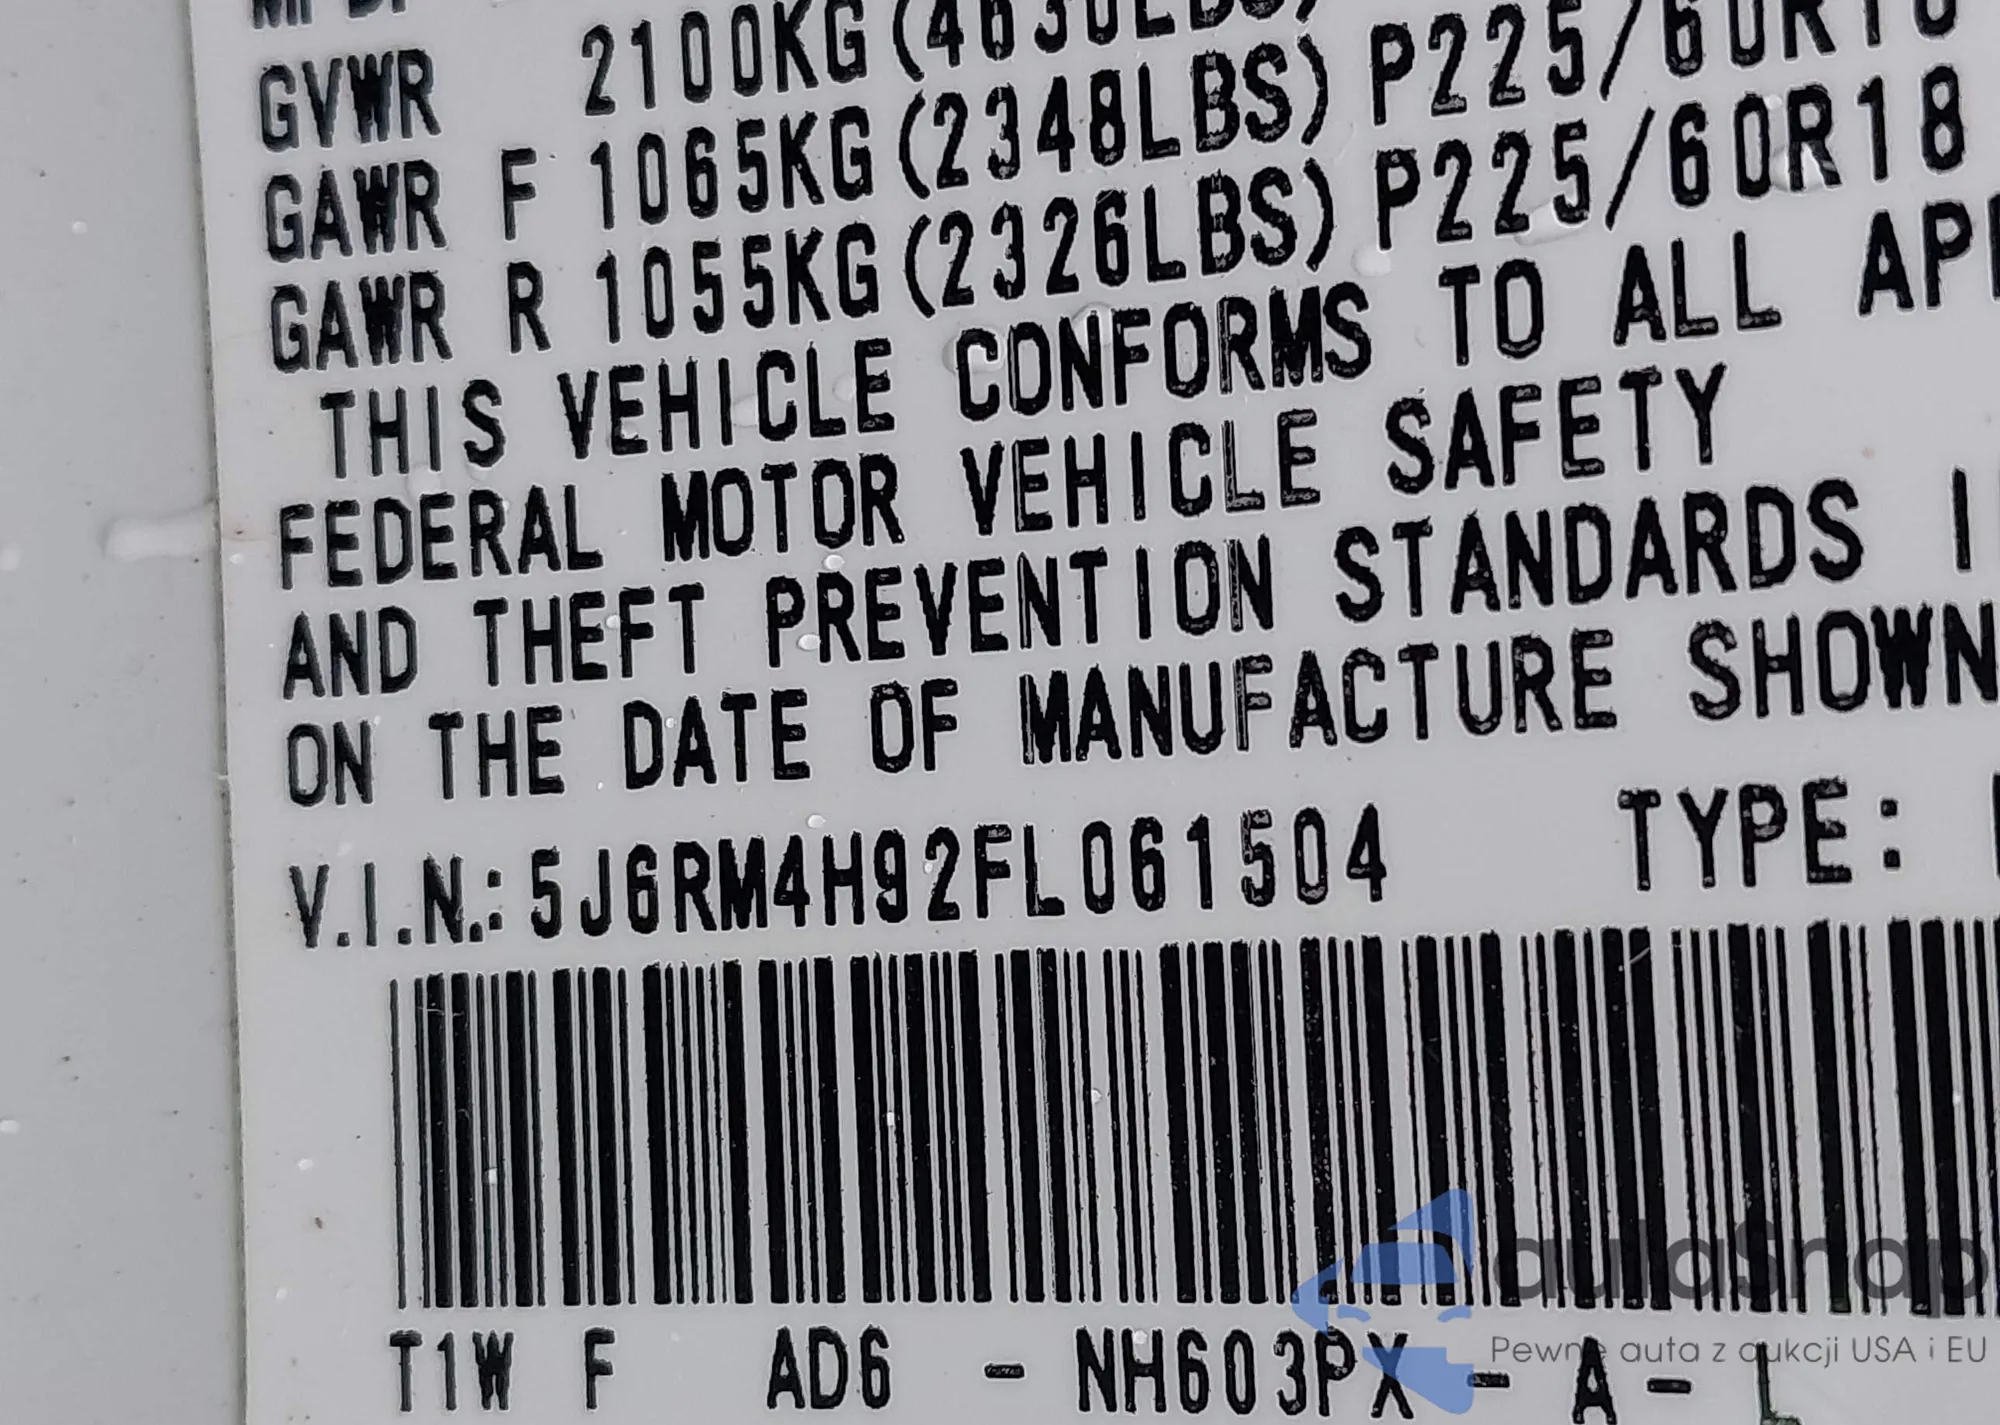 GVWR 2100KG(4630LBS)
GAWR F 1065KG(2348LBS) P225/60R18
GAWR R 1055KG(2326LBS) P225/60R18
THIS VEHICLE CONFORMS TO ALL
FEDERAL MOTOR VEHICLE SAFETY
AND THEFT PREVENTION STANDARDS
ON THE DATE OF MANUFACTURE SHOWN
V.I.N.: 5J6RM4H92FL061504 TYPE:
T1W F AD6 - NH603PX - A -
autaSnap
Pewne auta z aukcji USA i EU